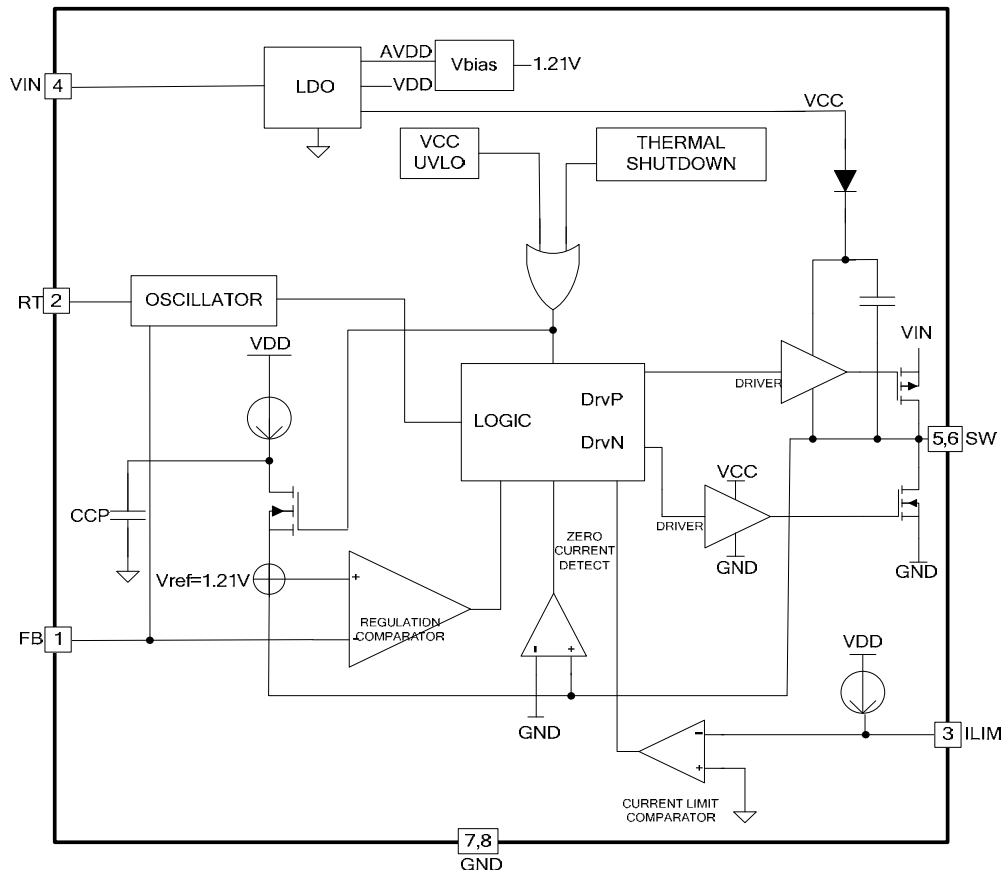 AVDD
Vbias
1.21V
VIN
4
LDO
VDD
VCC
VCC
UVLO
THERMAL
SHUTDOWN
RT
2
OSCILLATOR
VDD
VIN
DrvP
DRIVER
LOGIC
DrvN
5,6
SW
VCC
CCP
DRIVER
ZERO
CURRENT
DETECT
GND
GND
Vref=1.21V
+
REGULATION
COMPARATOR
-
FB
1
- +
VDD
GND
3
ILIM
-
+
CURRENT LIMIT
COMPARATOR
7,8
GND